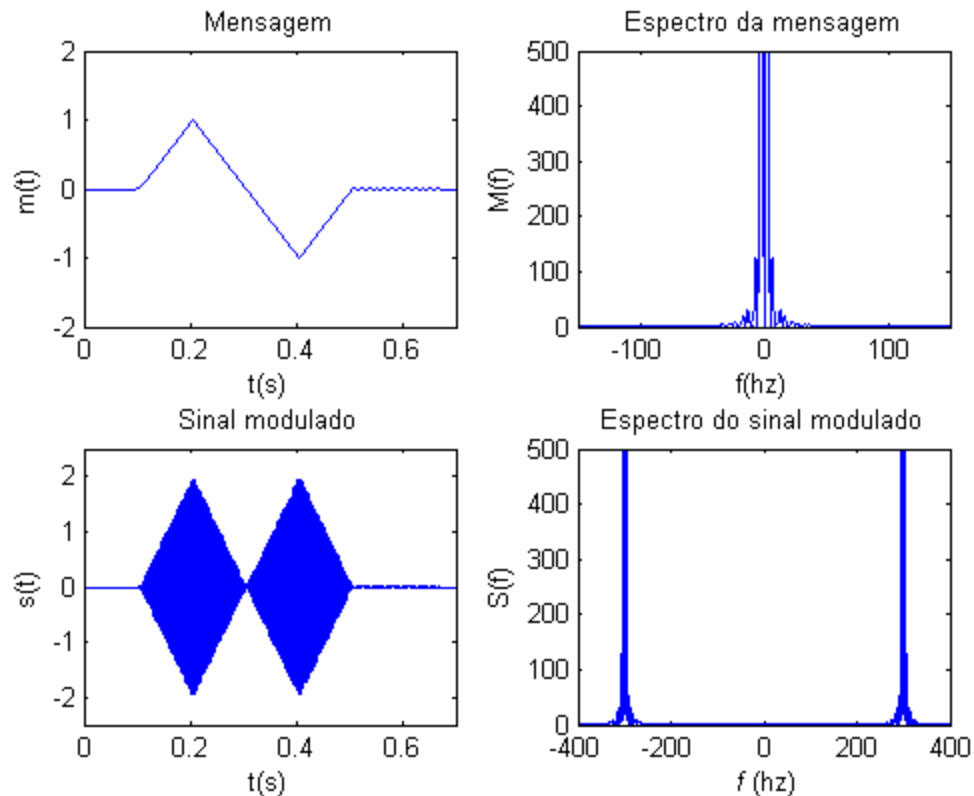 Mensagem
2
1
0
-1
-2
m(t)
0 0.2 0.4 0.6
t(s)
Espectro da mensagem
500
400
300
200
100
0
M(f)
-100 0 100
f(hz)
Sinal modulado
2
1
0
-1
-2
s(t)
0 0.2 0.4 0.6
t(s)
Espectro do sinal modulado
500
400
300
200
100
0
S(f)
-400 -200 0 200 400
f (hz)